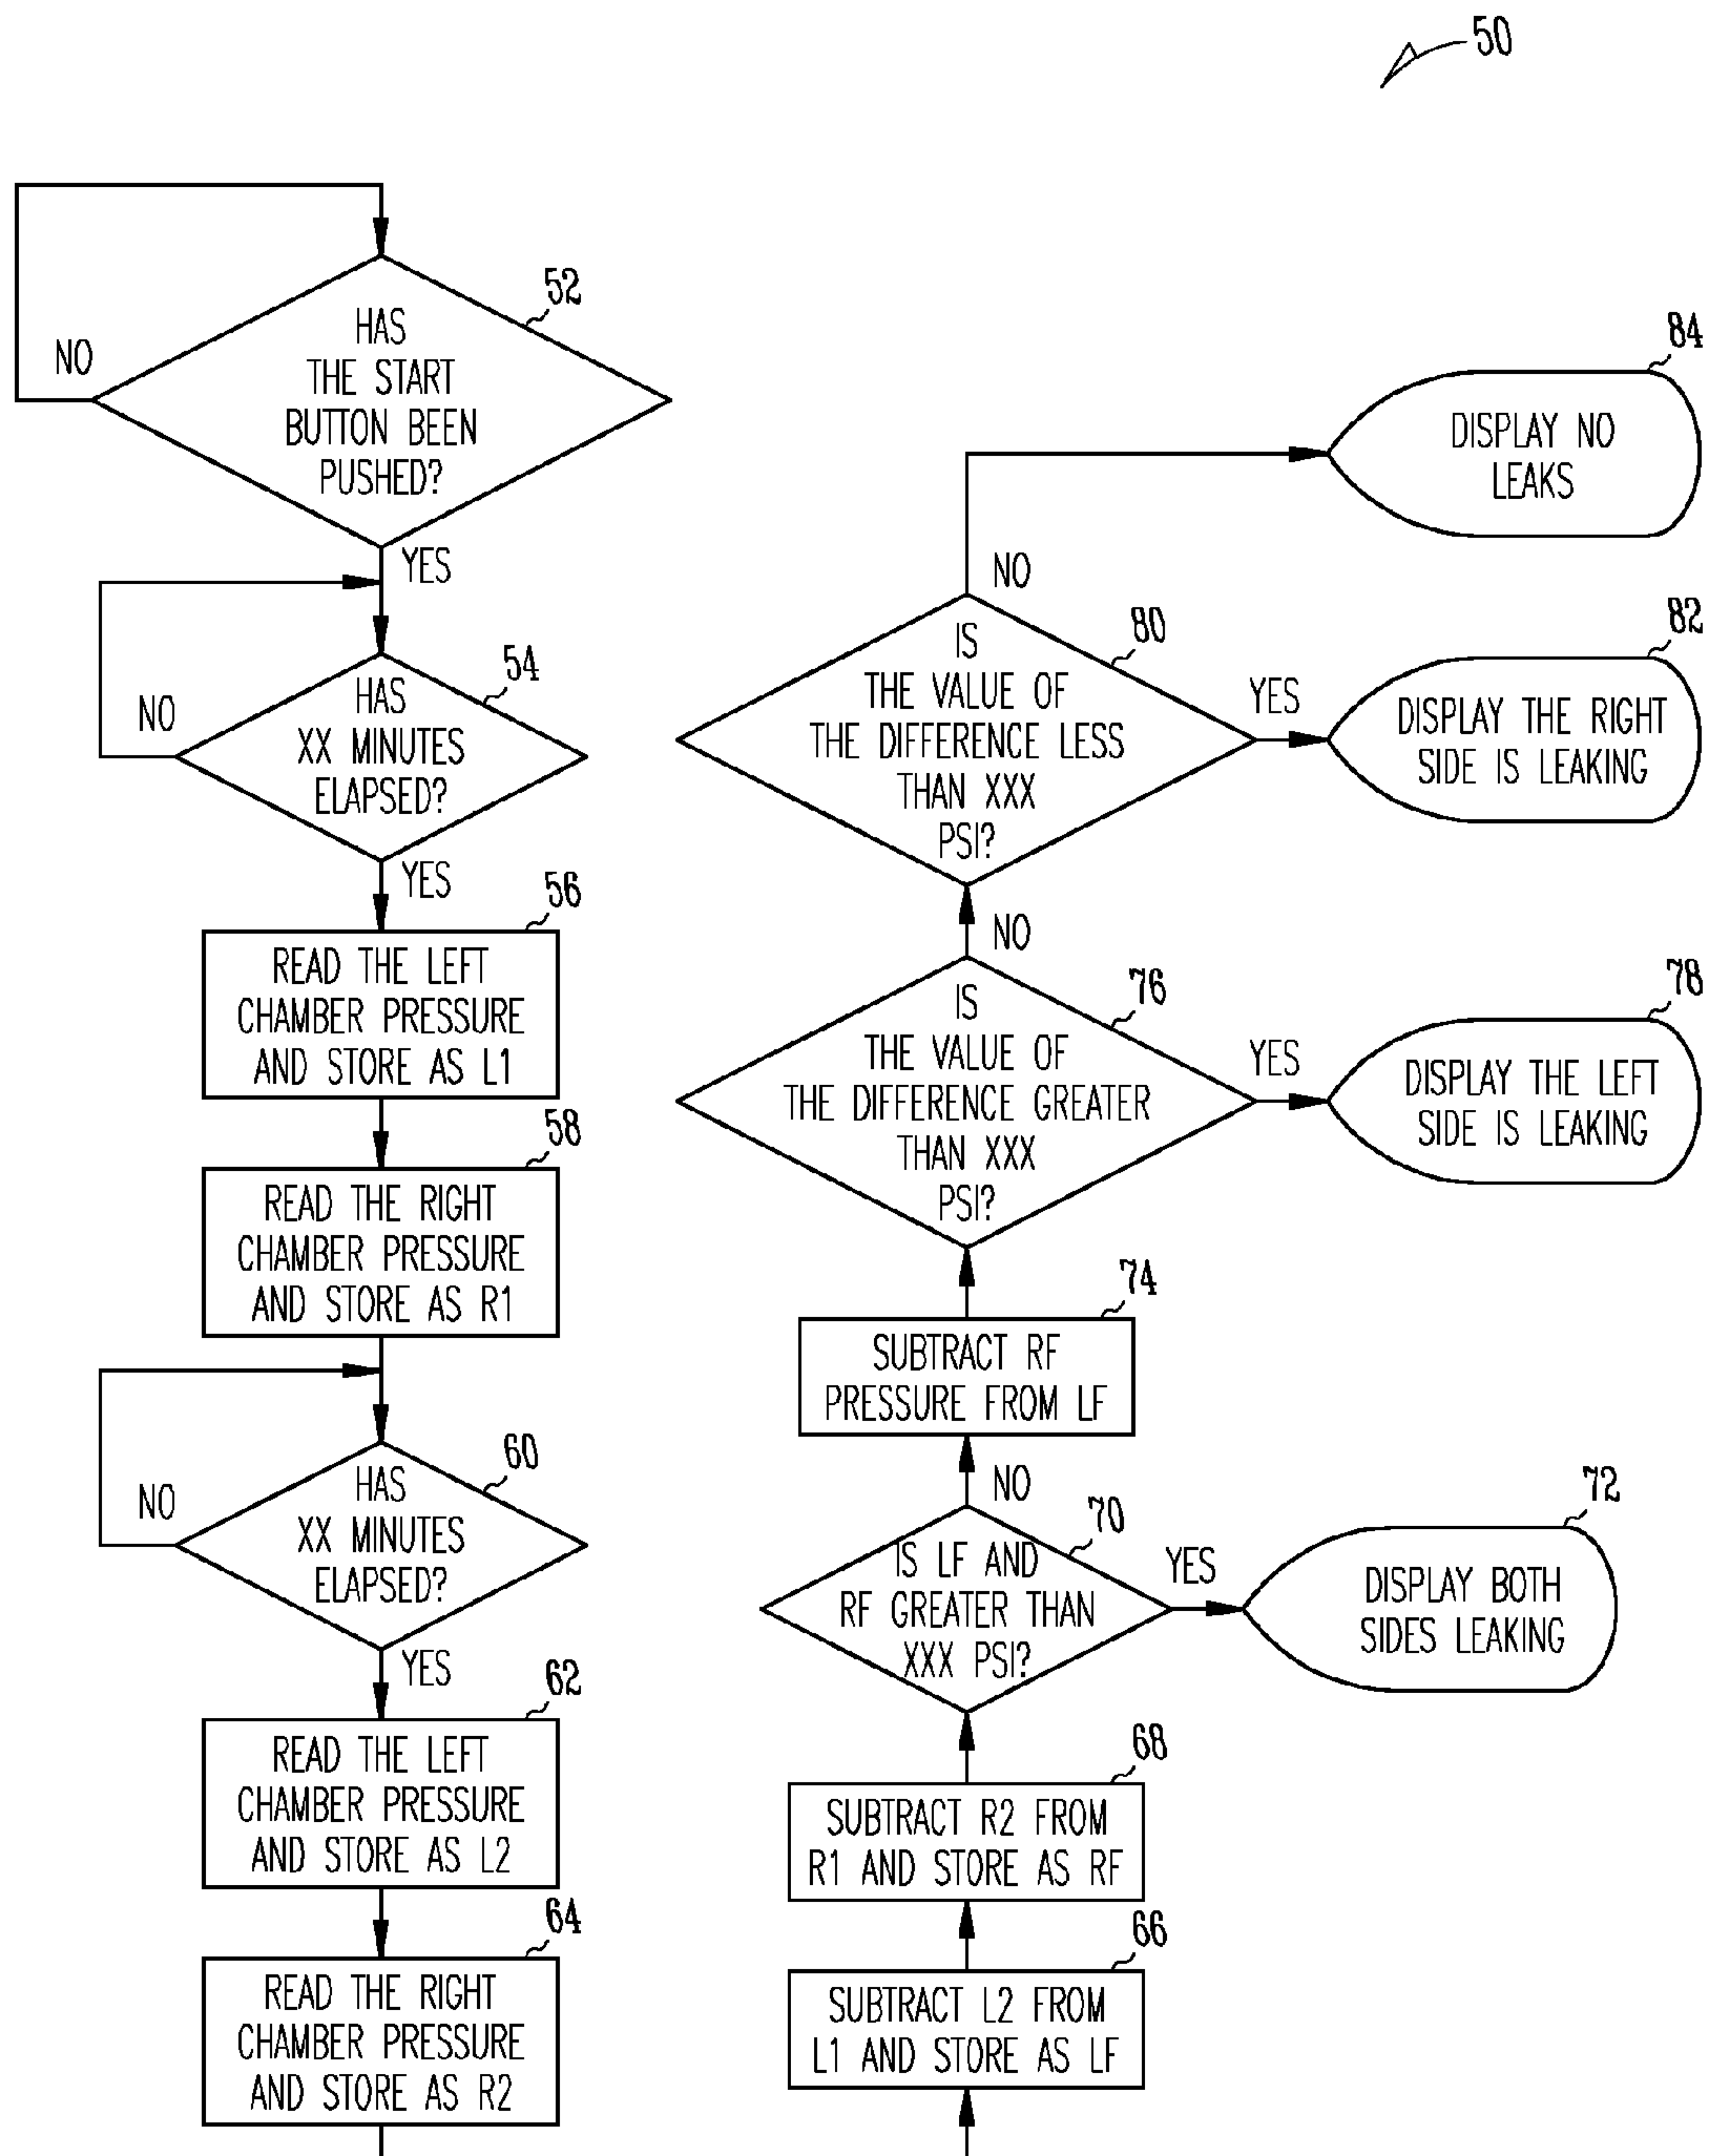 50
52
HAS
THE START
BUTTON BEEN
PUSHED?
NO
YES
54
HAS
XX MINUTES
ELAPSED?
NO
YES
56
READ THE LEFT
CHAMBER PRESSURE
AND STORE AS L1
58
READ THE RIGHT
CHAMBER PRESSURE
AND STORE AS R1
60
HAS
XX MINUTES
ELAPSED?
NO
YES
62
READ THE LEFT
CHAMBER PRESSURE
AND STORE AS L2
64
READ THE RIGHT
CHAMBER PRESSURE
AND STORE AS R2
66
SUBTRACT L2 FROM
L1 AND STORE AS LF
68
SUBTRACT R2 FROM
R1 AND STORE AS RF
70
IS LF AND
RF GREATER THAN
XXX PSI?
YES
72
DISPLAY BOTH
SIDES LEAKING
NO
74
SUBTRACT RF
PRESSURE FROM LF
76
IS
THE VALUE OF
THE DIFFERENCE GREATER
THAN XXX
PSI?
YES
78
DISPLAY THE LEFT
SIDE IS LEAKING
NO
80
IS
THE VALUE OF
THE DIFFERENCE LESS
THAN XXX
PSI?
YES
82
DISPLAY THE RIGHT
SIDE IS LEAKING
NO
84
DISPLAY NO
LEAKS